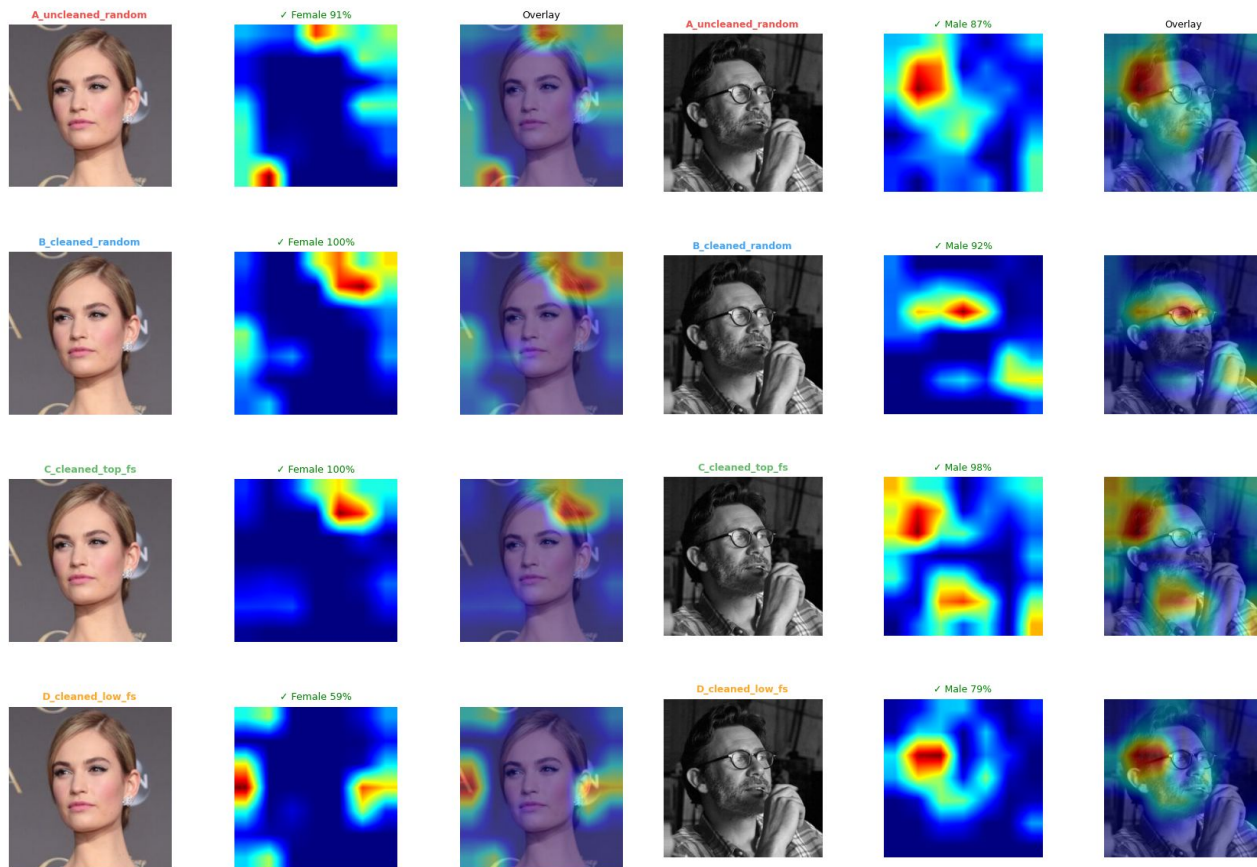 A_uncleaned_random ✓ Female 91% Overlay A_uncleaned_random ✓ Male 87% Overlay
B_cleaned_random ✓ Female 100% B_cleaned_random ✓ Male 92%
C_cleaned_top_fs ✓ Female 100% C_cleaned_top_fs ✓ Male 98%
D_cleaned_low_fs ✓ Female 59% D_cleaned_low_fs ✓ Male 79%